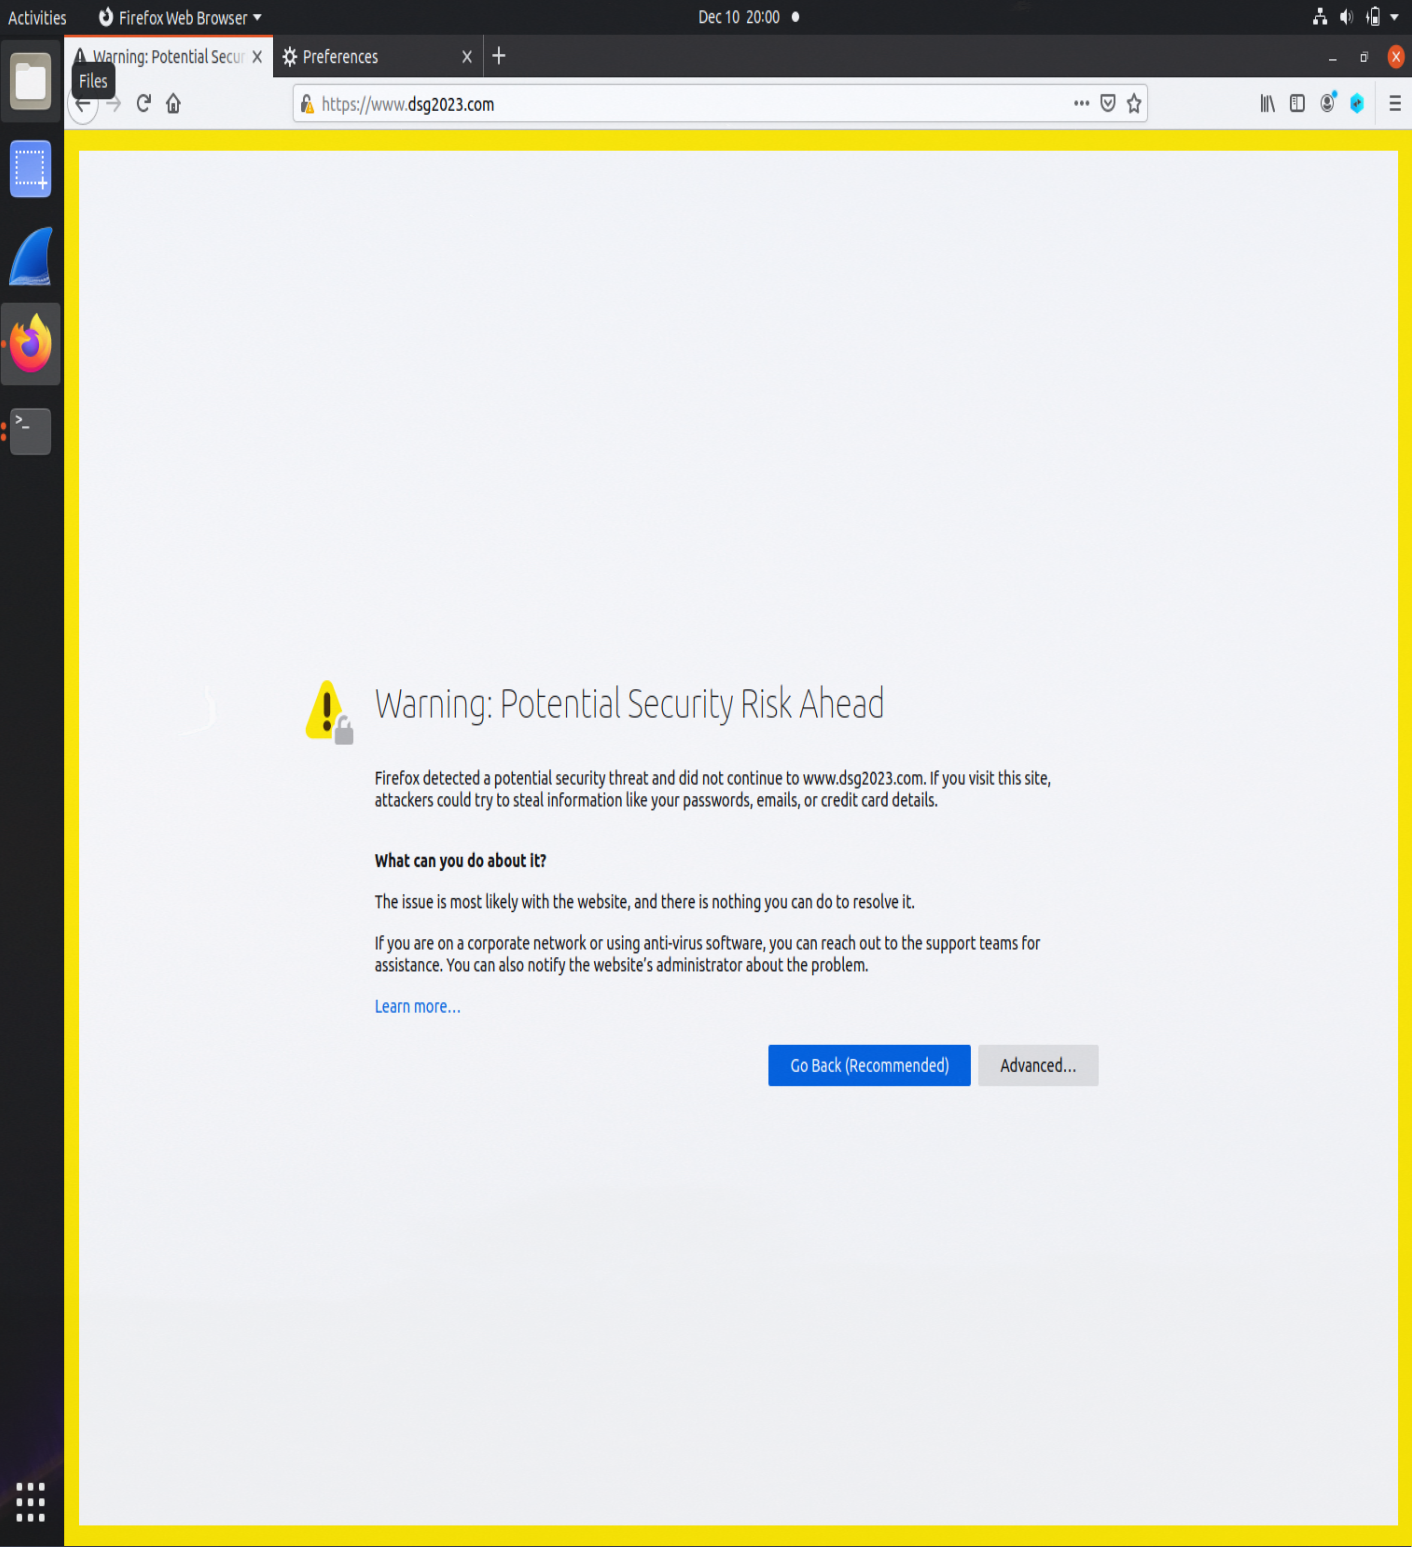 Activities
Firefox Web Browser
Dec 10 20:00
Warning: Potential Secur
Preferences
Files
https://www.dsg2023.com
Warning: Potential Security Risk Ahead
Firefox detected a potential security threat and did not continue to www.dsg2023.com. If you visit this site,
attackers could try to steal information like your passwords, emails, or credit card details.
What can you do about it?
The issue is most likely with the website, and there is nothing you can do to resolve it.
If you are on a corporate network or using anti-virus software, you can reach out to the support teams for
assistance. You can also notify the website’s administrator about the problem.
Learn more…
Go Back (Recommended)
Advanced…